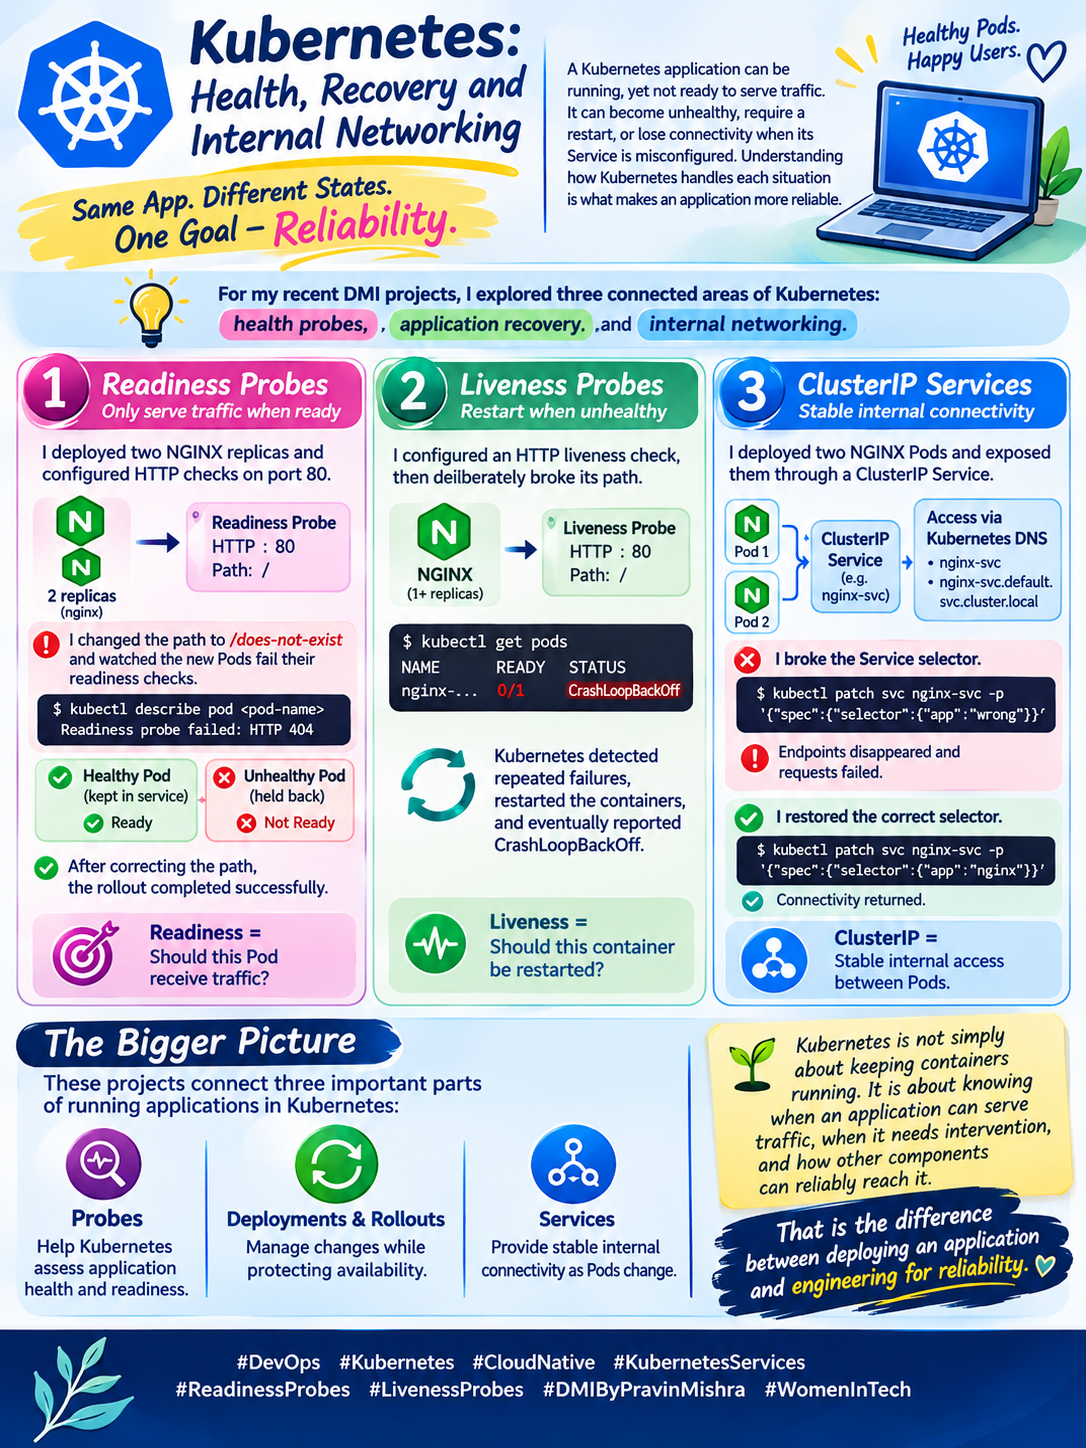 Kubernetes:
Health, Recovery and
Internal Networking
Same App. Different States.
One Goal – Reliability.
A Kubernetes application can be
running, yet not ready to serve traffic.
It can become unhealthy, require a
restart, or lose connectivity when its
Service is misconfigured. Understanding
how Kubernetes handles each situation
is what makes an application more reliable.
Healthy Pods.
Happy Users.
For my recent DMI projects, I explored three connected areas of Kubernetes:
health probes, , application recovery. ,and internal networking.
1 Readiness Probes
Only serve traffic when ready
I deployed two NGINX replicas and
configured HTTP checks on port 80.
N
N
2 replicas
(nginx)
Readiness Probe
HTTP : 80
Path: /
I changed the path to /does-not-exist
and watched the new Pods fail their
readiness checks.
$ kubectl describe pod <pod-name>
Readiness probe failed: HTTP 404
Healthy Pod
(kept in service)
Ready
Unhealthy Pod
(held back)
Not Ready
After correcting the path,
the rollout completed successfully.
Readiness =
Should this Pod
receive traffic?
2 Liveness Probes
Restart when unhealthy
I configured an HTTP liveness check,
then deilberately broke its path.
N
NGINX
(1+ replicas)
Liveness Probe
HTTP : 80
Path: /
$ kubectl get pods
NAME READY STATUS
nginx-... 0/1 CrashLoopBackOff
Kubernetes detected
repeated failures,
restarted the containers,
and eventually reported
CrashLoopBackOff.
Liveness =
Should this container
be restarted?
3 ClusterIP Services
Stable internal connectivity
I deployed two NGINX Pods and exposed
them through a ClusterIP Service.
N
Pod 1
N
Pod 2
ClusterIP
Service
(e.g.
nginx-svc)
Access via
Kubernetes DNS
• nginx-svc
• nginx-svc.default.
svc.cluster.local
I broke the Service selector.
$ kubectl patch svc nginx-svc -p
'{"spec":{"selector":{"app":"wrong"}}'
Endpoints disappeared and
requests failed.
I restored the correct selector.
$ kubectl patch svc nginx-svc -p
'{"spec":{"selector":{"app":"nginx"}}'
Connectivity returned.
ClusterIP =
Stable internal access
between Pods.
The Bigger Picture
These projects connect three important parts
of running applications in Kubernetes:
Probes
Help Kubernetes
assess application
health and readiness.
Deployments & Rollouts
Manage changes while
protecting availability.
Services
Provide stable internal
connectivity as Pods change.
Kubernetes is not simply
about keeping containers
running. It is about knowing
when an application can serve
traffic, when it needs intervention,
and how other components
can reliably reach it.
That is the difference
between deploying an application
and engineering for reliability.
#DevOps #Kubernetes #CloudNative #KubernetesServices
#ReadinessProbes #LivenessProbes #DMIByPravinMishra #WomenInTech